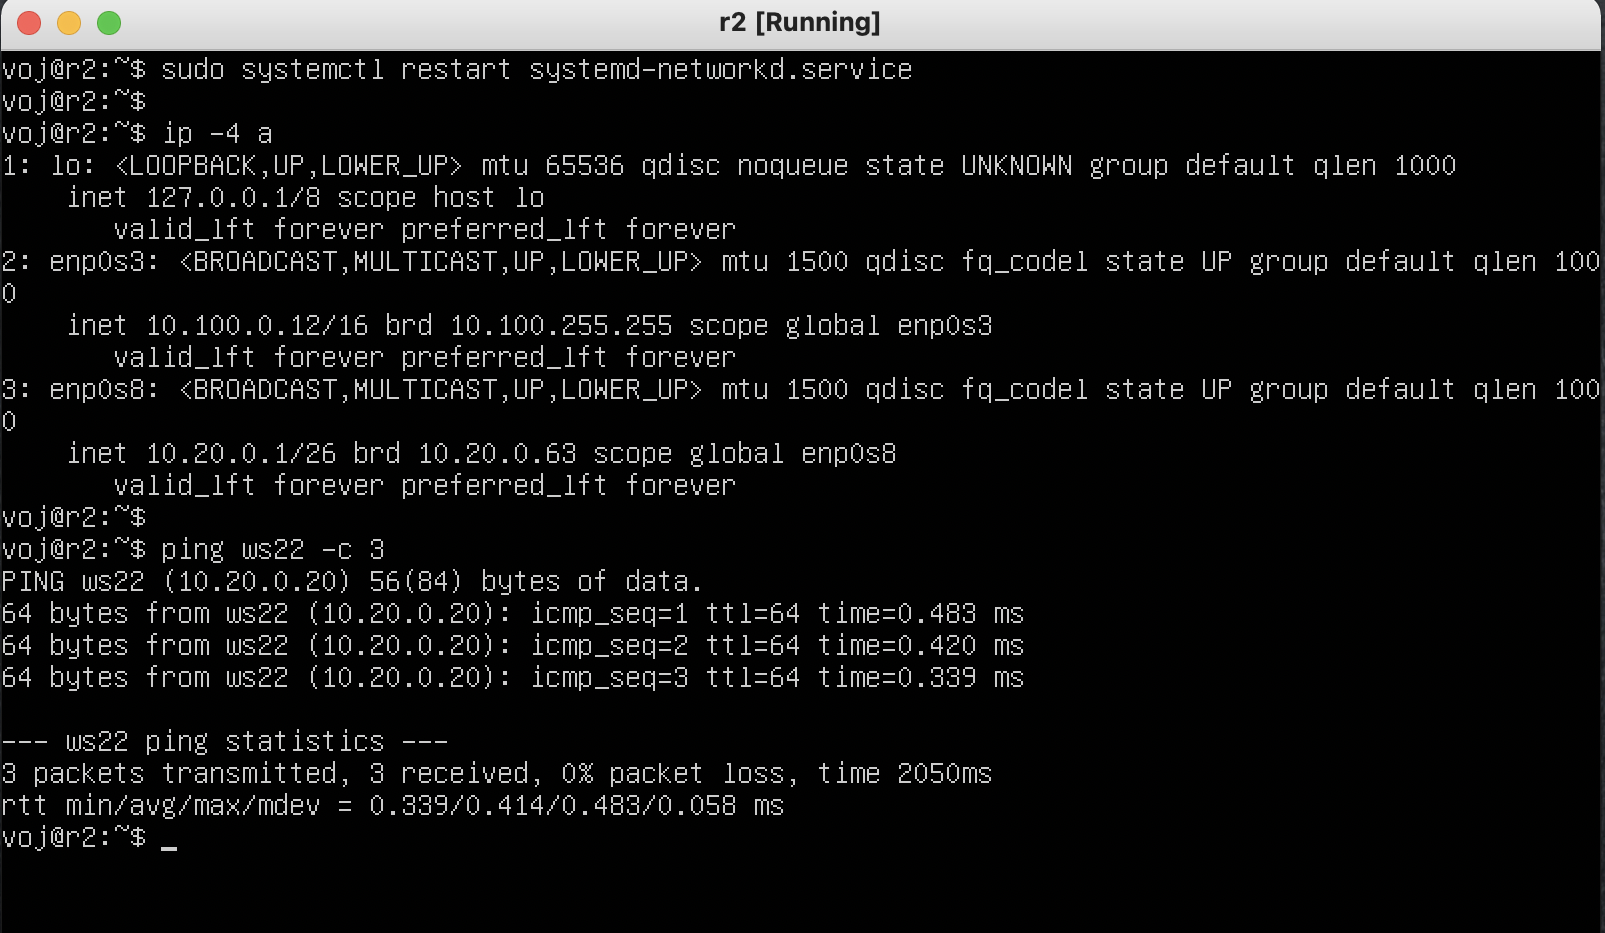 r2 [Running]
voj@r2:~$ sudo systemctl restart systemd-networkd.service
voj@r2:~$
voj@r2:~$ ip -4 a
1: lo: <LOOPBACK,UP,LOWER_UP> mtu 65536 qdisc noqueue state UNKNOWN group default qlen 1000
    inet 127.0.0.1/8 scope host lo
       valid_lft forever preferred_lft forever
2: enp0s3: <BROADCAST,MULTICAST,UP,LOWER_UP> mtu 1500 qdisc fq_codel state UP group default qlen 100
0
    inet 10.100.0.12/16 brd 10.100.255.255 scope global enp0s3
       valid_lft forever preferred_lft forever
3: enp0s8: <BROADCAST,MULTICAST,UP,LOWER_UP> mtu 1500 qdisc fq_codel state UP group default qlen 100
0
    inet 10.20.0.1/26 brd 10.20.0.63 scope global enp0s8
       valid_lft forever preferred_lft forever
voj@r2:~$
voj@r2:~$ ping ws22 -c 3
PING ws22 (10.20.0.20) 56(84) bytes of data.
64 bytes from ws22 (10.20.0.20): icmp_seq=1 ttl=64 time=0.483 ms
64 bytes from ws22 (10.20.0.20): icmp_seq=2 ttl=64 time=0.420 ms
64 bytes from ws22 (10.20.0.20): icmp_seq=3 ttl=64 time=0.339 ms

--- ws22 ping statistics ---
3 packets transmitted, 3 received, 0% packet loss, time 2050ms
rtt min/avg/max/mdev = 0.339/0.414/0.483/0.058 ms
voj@r2:~$ _